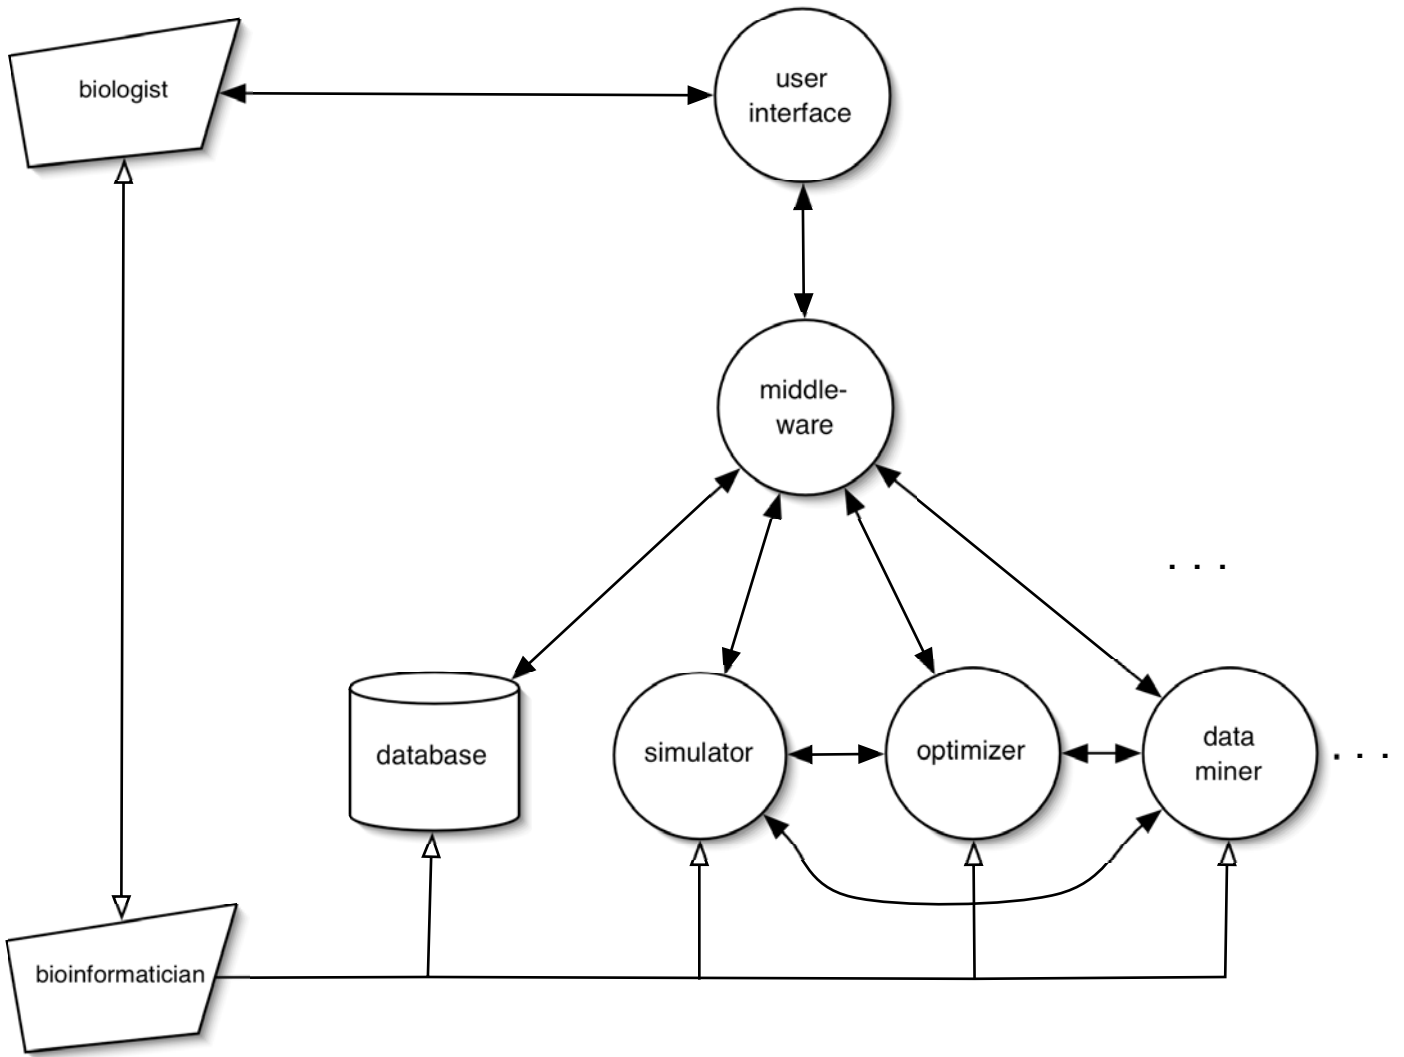 biologist
user
interface
middle-
ware
. . .
database
simulator
optimizer
data
miner
. . .
bioinformatician